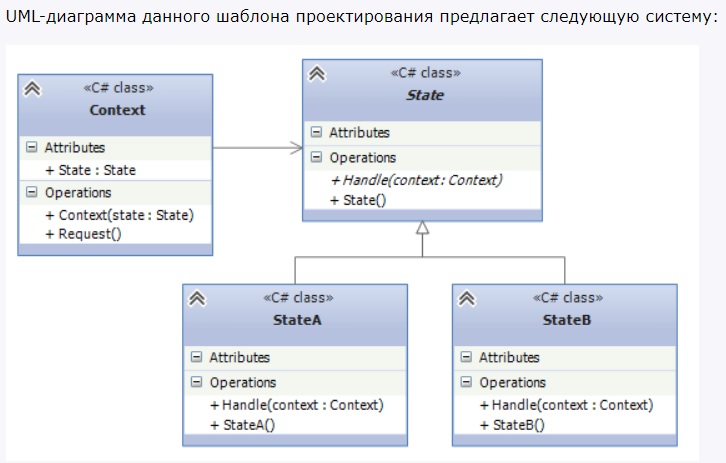 UML-диаграмма данного шаблона проектирования предлагает следующую систему:
«C# class»
Context
Attributes
+ State : State
Operations
+ Context(state : State)
+ Request()
«C# class»
State
Attributes
Operations
+ Handle(context : Context)
+ State()
«C# class»
StateA
Attributes
Operations
+ Handle(context : Context)
+ StateA()
«C# class»
StateB
Attributes
Operations
+ Handle(context : Context)
+ StateB()